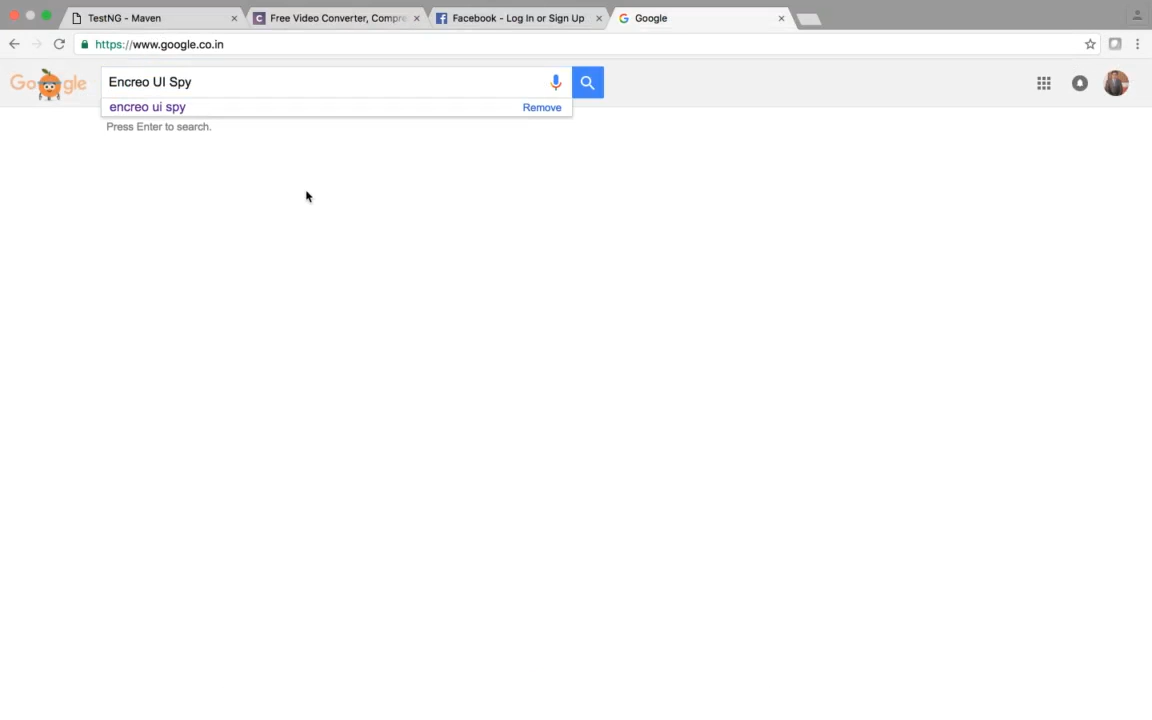 TestNG - Maven
Free Video Converter, Compre
Facebook - Log In or Sign Up
Google
https://www.google.co.in
Google
Encreo UI Spy
encreo ui spy
Remove
Press Enter to search.